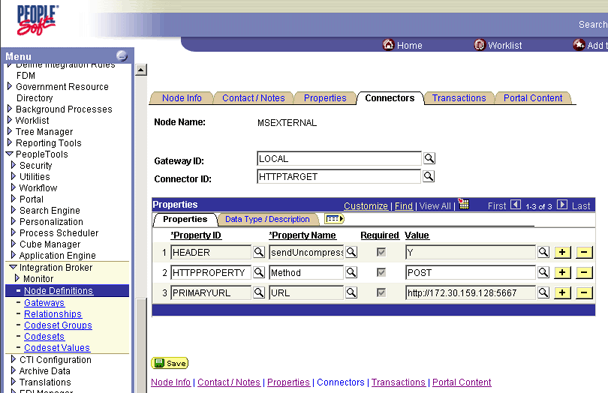 PEOPLE
Soft
Search
Home
Worklist
Add t
Menu
Define Integration Rules
FDM
Government Resource
Directory
Background Processes
Worklist
Tree Manager
Reporting Tools
PeopleTools
Security
Utilities
Workflow
Portal
Search Engine
Personalization
Process Scheduler
Cube Manager
Application Engine
Integration Broker
Monitor
Node Definitions
Gateways
Relationships
Codeset Groups
Codesets
Codeset Values
CTI Configuration
Archive Data
Translations
EDI Manager
Node Info Contact / Notes Properties Connectors Transactions Portal Content
Node Name: MSEXTERNAL
Gateway ID: LOCAL
Connector ID: HTTPTARGET
Properties Customize | Find | View All | First 1-3 of 3 Last
Properties Data Type / Description
*Property ID *Property Name Required Value
1 HEADER sendUncompress Y
2 HTTPPROPERTY Method POST
3 PRIMARYURL URL http://172.30.159.128:5667
Save
Node Info | Contact / Notes | Properties | Connectors | Transactions | Portal Content